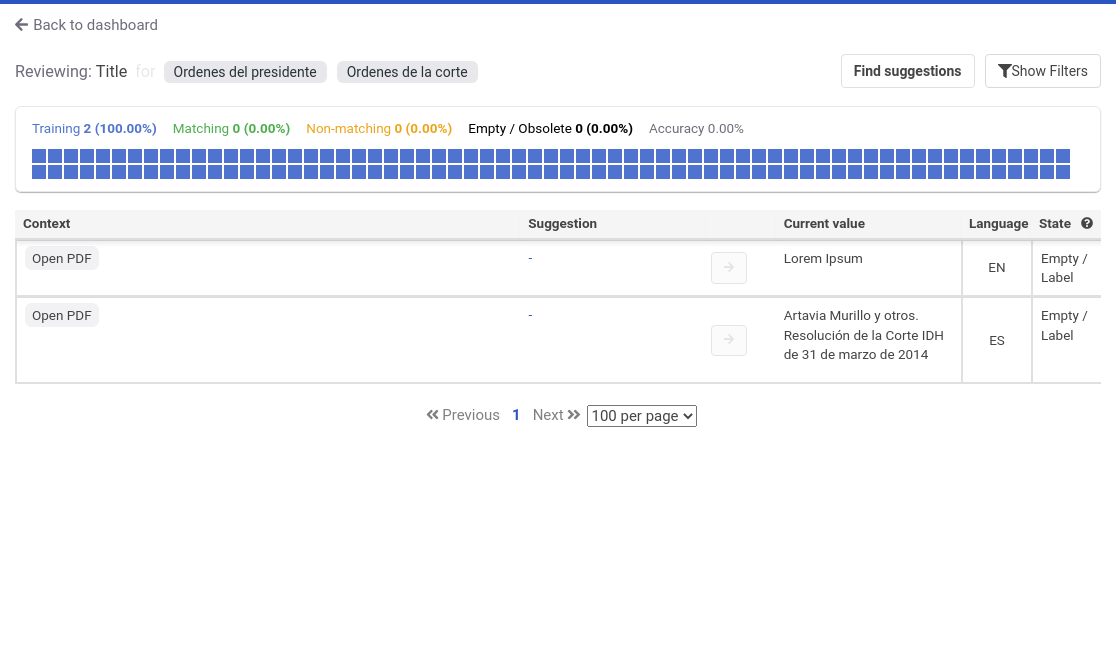 Back to dashboard
Reviewing: Title for Ordenes del presidente Ordenes de la corte Find suggestions Show Filters
Training 2 (100.00%) Matching 0 (0.00%) Non-matching 0 (0.00%) Empty / Obsolete 0 (0.00%) Accuracy 0.00%
Context Suggestion Current value Language State
Open PDF - Lorem Ipsum EN Empty /
Label
Open PDF - Artavia Murillo y otros. ES Empty /
Resolución de la Corte IDH Label
de 31 de marzo de 2014
Previous 1 Next 100 per page